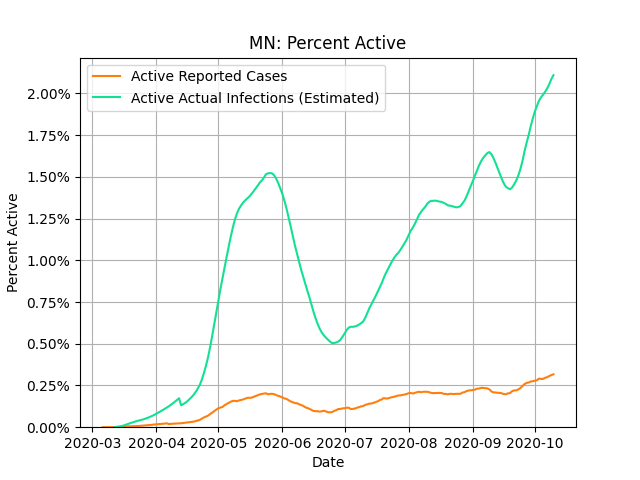 MN: Percent Active
Active Reported Cases
Active Actual Infections (Estimated)
Percent Active
2.00%
1.75%
1.50%
1.25%
1.00%
0.75%
0.50%
0.25%
0.00%
2020-03 2020-04 2020-05 2020-06 2020-07 2020-08 2020-09 2020-10
Date